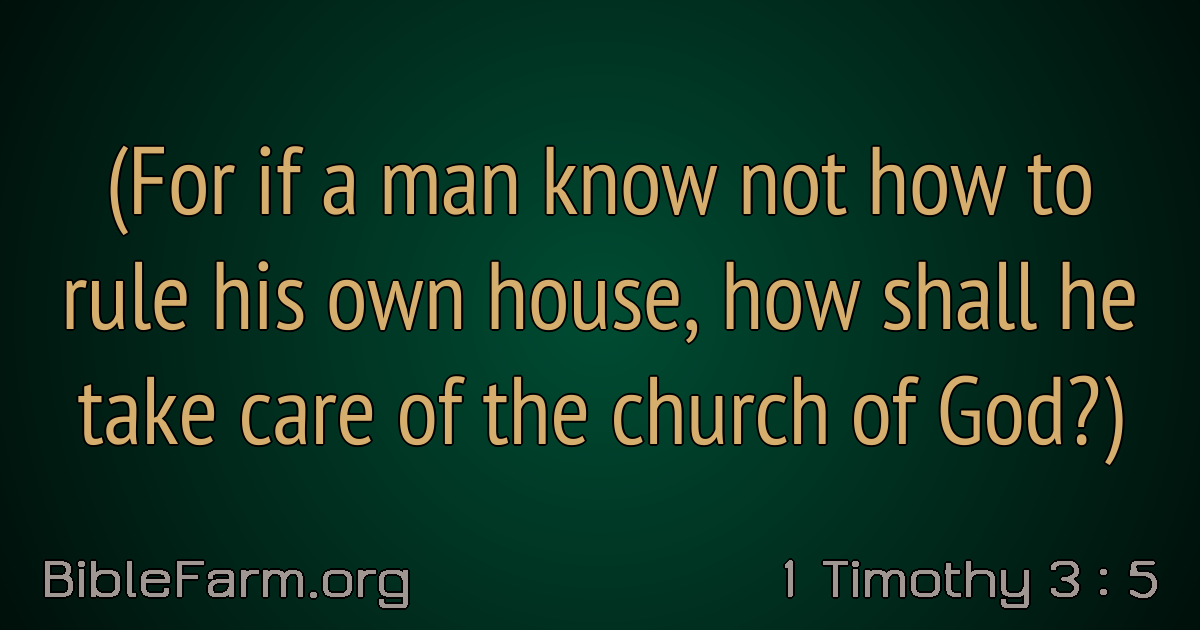 (For if a man know not how to
rule his own house, how shall he
take care of the church of God?)
BibleFarm.org
1 Timothy 3 : 5